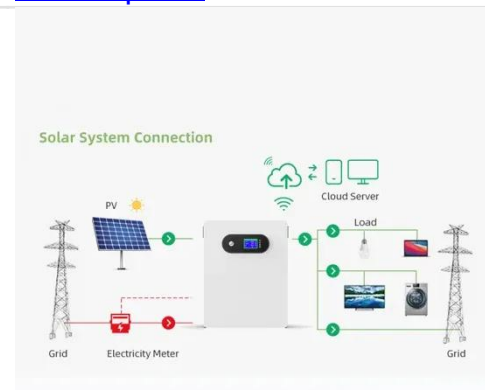 Solar System Connection
Cloud Server
PV
Load
Grid
Electricity Meter
Grid